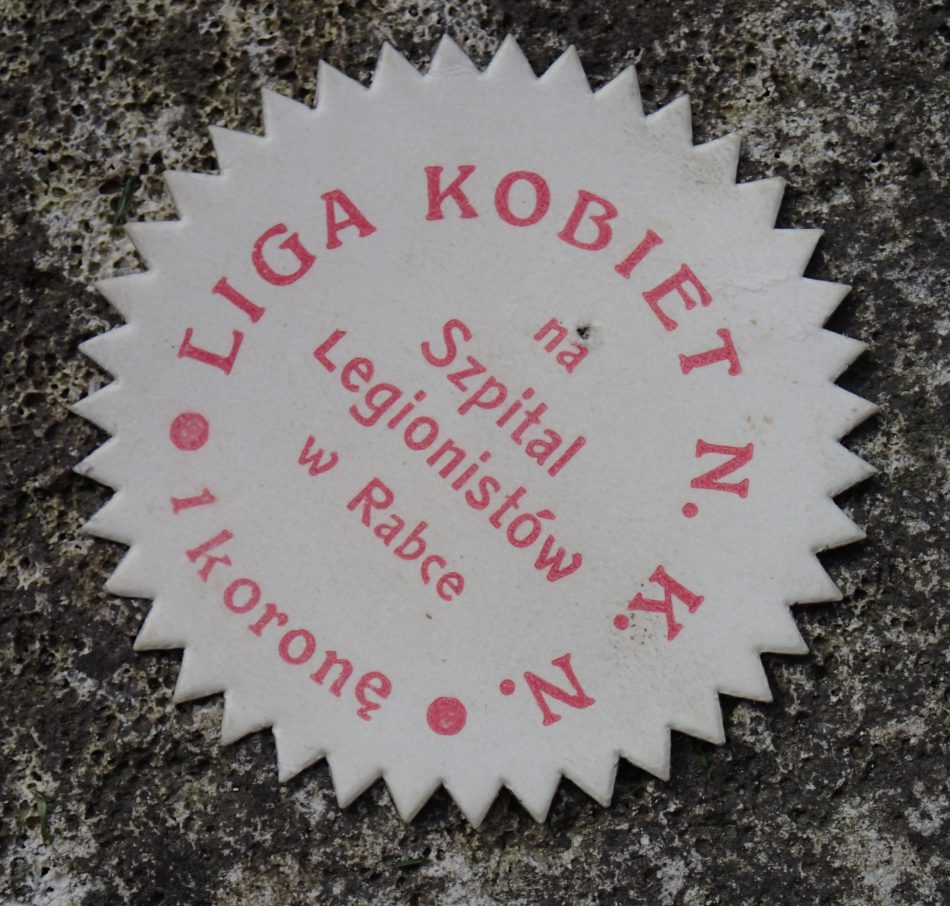 LIGA KOBIET N. K. N.
na
Szpital
Legionistów
w Rabce
1 koronę